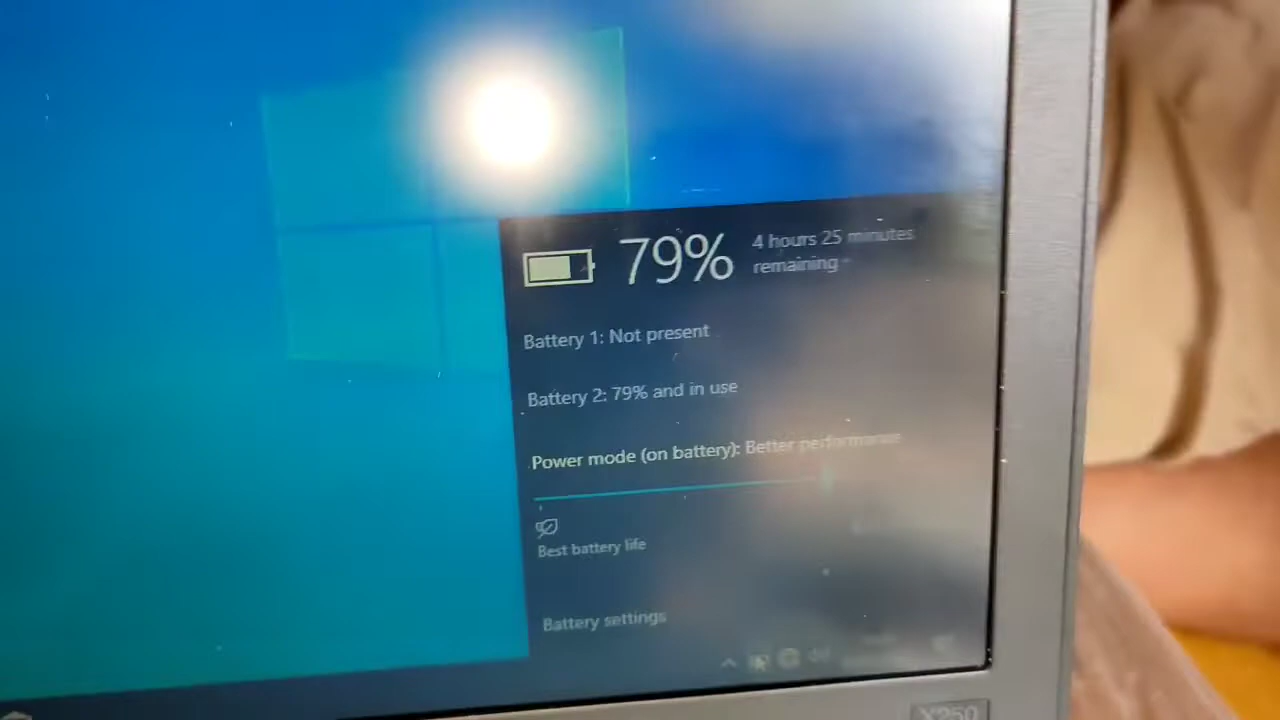 79%
4 hours 25 minutes
remaining
Battery 1: Not present
Battery 2: 79% and in use
Power mode (on battery): Better performance
Best battery life
Battery settings
X250